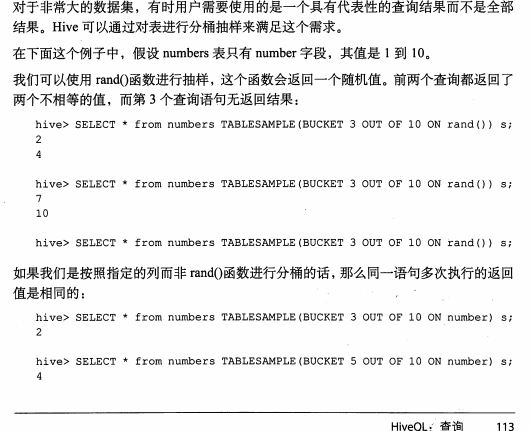 对于非常大的数据集，有时用户需要使用的是一个具有代表性的查询结果而不是全部
结果。Hive 可以通过对表进行分桶抽样来满足这个需求。
在下面这个例子中，假设 numbers 表只有 number 字段，其值是 1 到 10。
我们可以使用 rand()函数进行抽样，这个函数会返回一个随机值。前两个查询都返回了
两个不相等的值，而第 3 个查询语句无返回结果：
hive> SELECT * from numbers TABLESAMPLE(BUCKET 3 OUT OF 10 ON rand()) s;
2
4
hive> SELECT * from numbers TABLESAMPLE(BUCKET 3 OUT OF 10 ON rand()) s;
7
10
hive> SELECT * from numbers TABLESAMPLE(BUCKET 3 OUT OF 10 ON rand()) s;
如果我们是按照指定的列而非 rand()函数进行分桶的话，那么同一语句多次执行的返回
值是相同的：
hive> SELECT * from numbers TABLESAMPLE(BUCKET 3 OUT OF 10 ON number) s;
2
hive> SELECT * from numbers TABLESAMPLE(BUCKET 5 OUT OF 10 ON number) s;
4
HiveQL：查询 113